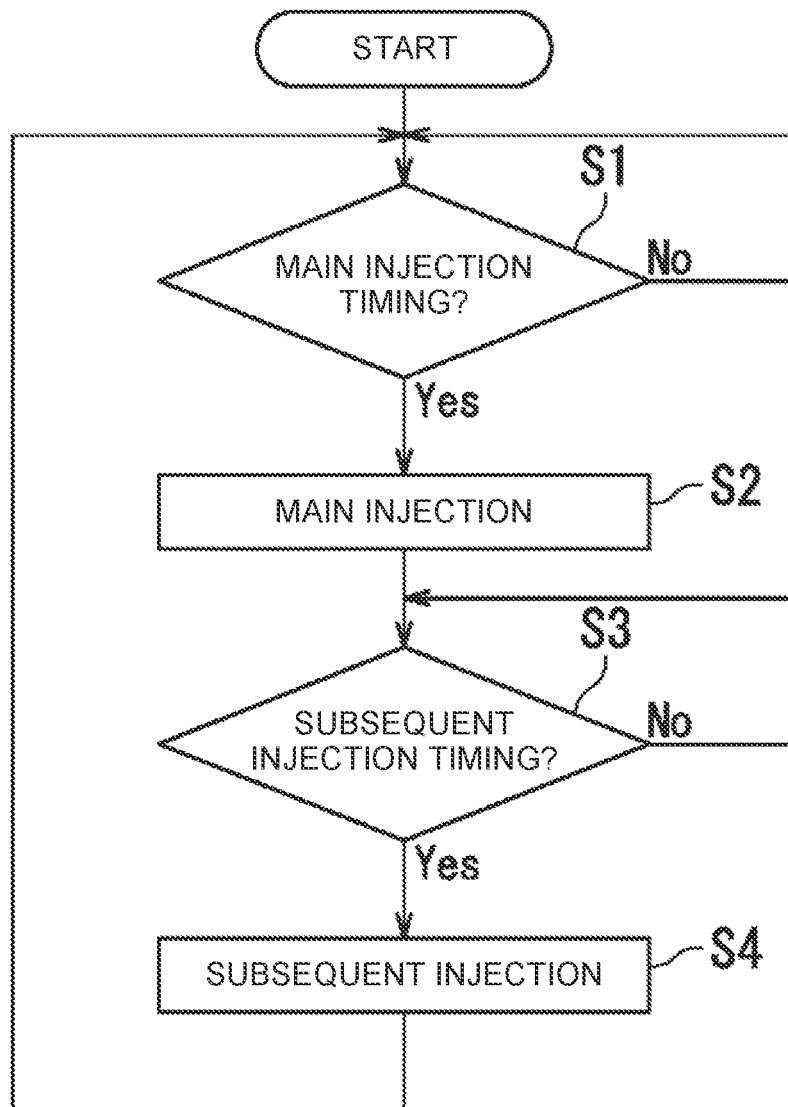 START
S1
MAIN INJECTION
TIMING?
No
Yes
MAIN INJECTION
S2
S3
SUBSEQUENT
INJECTION TIMING?
No
Yes
SUBSEQUENT INJECTION
S4